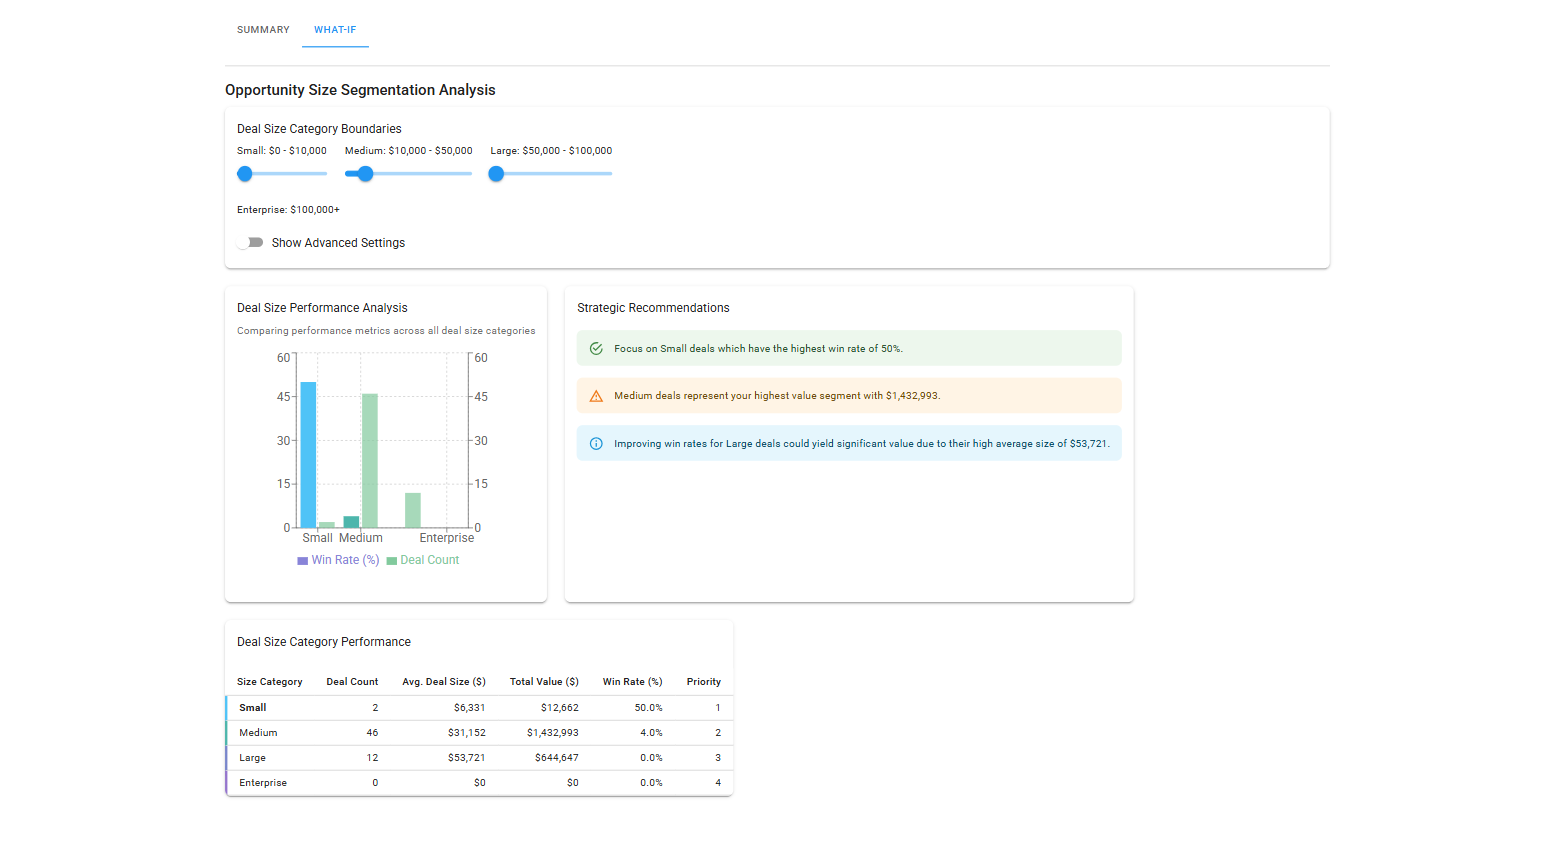 SUMMARY WHAT-IF
Opportunity Size Segmentation Analysis
Deal Size Category Boundaries
Small: $0 - $10,000 Medium: $10,000 - $50,000 Large: $50,000 - $100,000
Enterprise: $100,000+
Show Advanced Settings
Deal Size Performance Analysis
Comparing performance metrics across all deal size categories
60 60
45 45
30 30
15 15
0 0
Small Medium Enterprise
Win Rate (%) Deal Count
Strategic Recommendations
Focus on Small deals which have the highest win rate of 50%.
Medium deals represent your highest value segment with $1,432,993.
Improving win rates for Large deals could yield significant value due to their high average size of $53,721.
Deal Size Category Performance
Size Category Deal Count Avg. Deal Size ($) Total Value ($) Win Rate (%) Priority
Small 2 $6,331 $12,662 50.0% 1
Medium 46 $31,152 $1,432,993 4.0% 2
Large 12 $53,721 $644,647 0.0% 3
Enterprise 0 $0 $0 0.0% 4